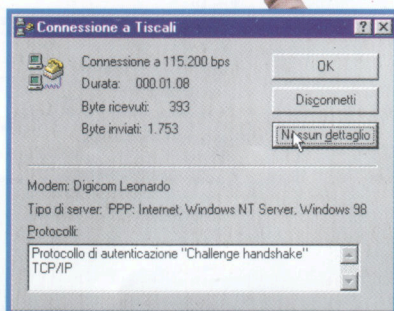 Connessione a Tiscali
Connessione a 115.200 bps
Durata: 000.01.08
Byte ricevuti: 393
Byte inviati: 1.753
OK
Disconnetti
Nessun dettaglio
Modem: Digicom Leonardo
Tipo di server: PPP: Internet, Windows NT Server, Windows 98
Protocolli:
Protocollo di autenticazione "Challenge handshake"
TCP/IP